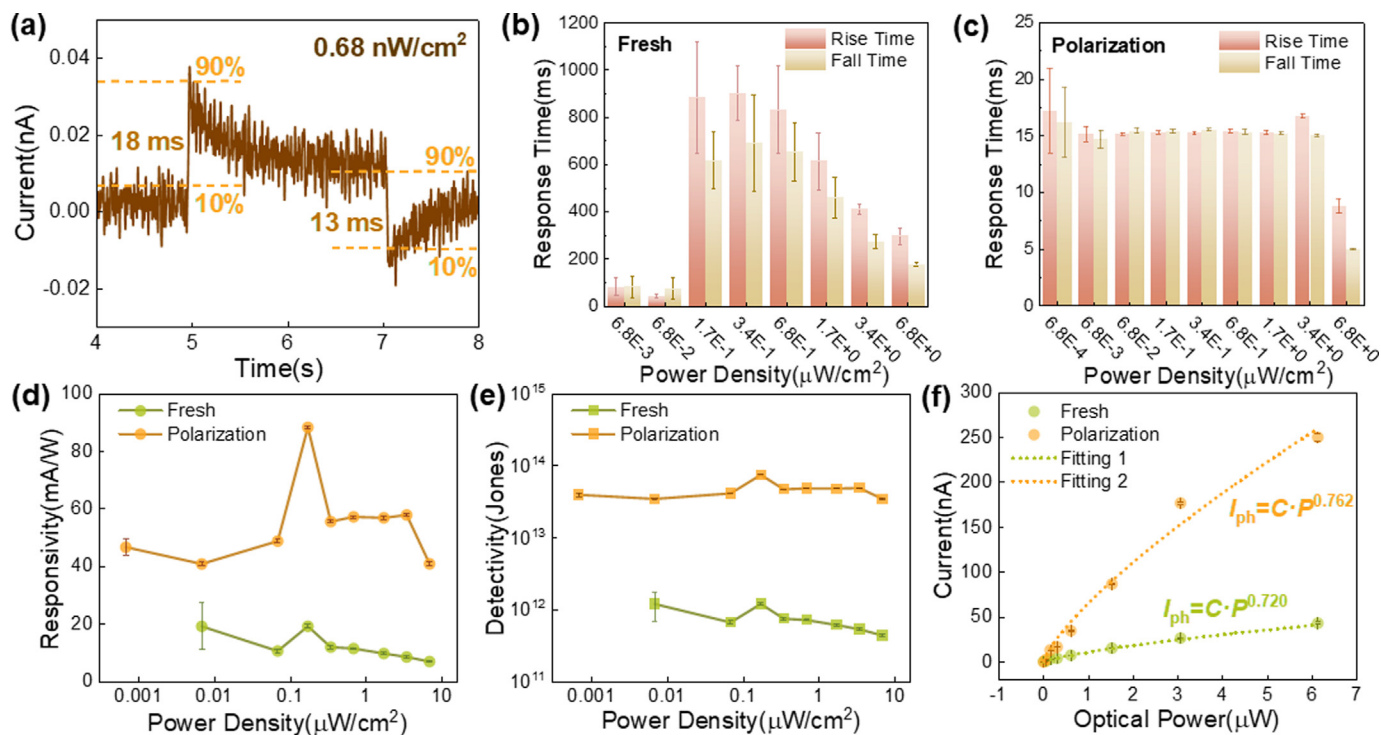 (a)
0.68 nW/cm²
90%
18 ms
10%
90%
13 ms
10%
0.04
0.02
0.00
-0.02
Current(nA)
4 5 6 7 8
Time(s)
(b)
Fresh
Rise Time
Fall Time
1200
1000
800
600
400
200
0
Response Time(ms)
6.8E-3 6.8E-2 1.7E-1 3.4E-1 6.8E-1 1.7E+0 3.4E+0 6.8E+0
Power Density(μW/cm²)
(c)
Polarization
Rise Time
Fall Time
25
20
15
10
5
0
Response Time(ms)
6.8E-4 6.8E-3 6.8E-2 1.7E-1 3.4E-1 6.8E-1 1.7E+0 3.4E+0 6.8E+0
Power Density(μW/cm²)
(d)
Fresh
Polarization
100
80
60
40
20
0
Responsivity(mA/W)
0.001 0.01 0.1 1 10
Power Density(μW/cm²)
(e)
Fresh
Polarization
10¹⁵
10¹⁴
10¹³
10¹²
10¹¹
Detectivity(Jones)
0.001 0.01 0.1 1 10
Power Density(μW/cm²)
(f)
Fresh
Polarization
Fitting 1
Fitting 2
Iph=C·P^0.762
Iph=C·P^0.720
300
250
200
150
100
50
0
Current(nA)
-1 0 1 2 3 4 5 6 7
Optical Power(μW)